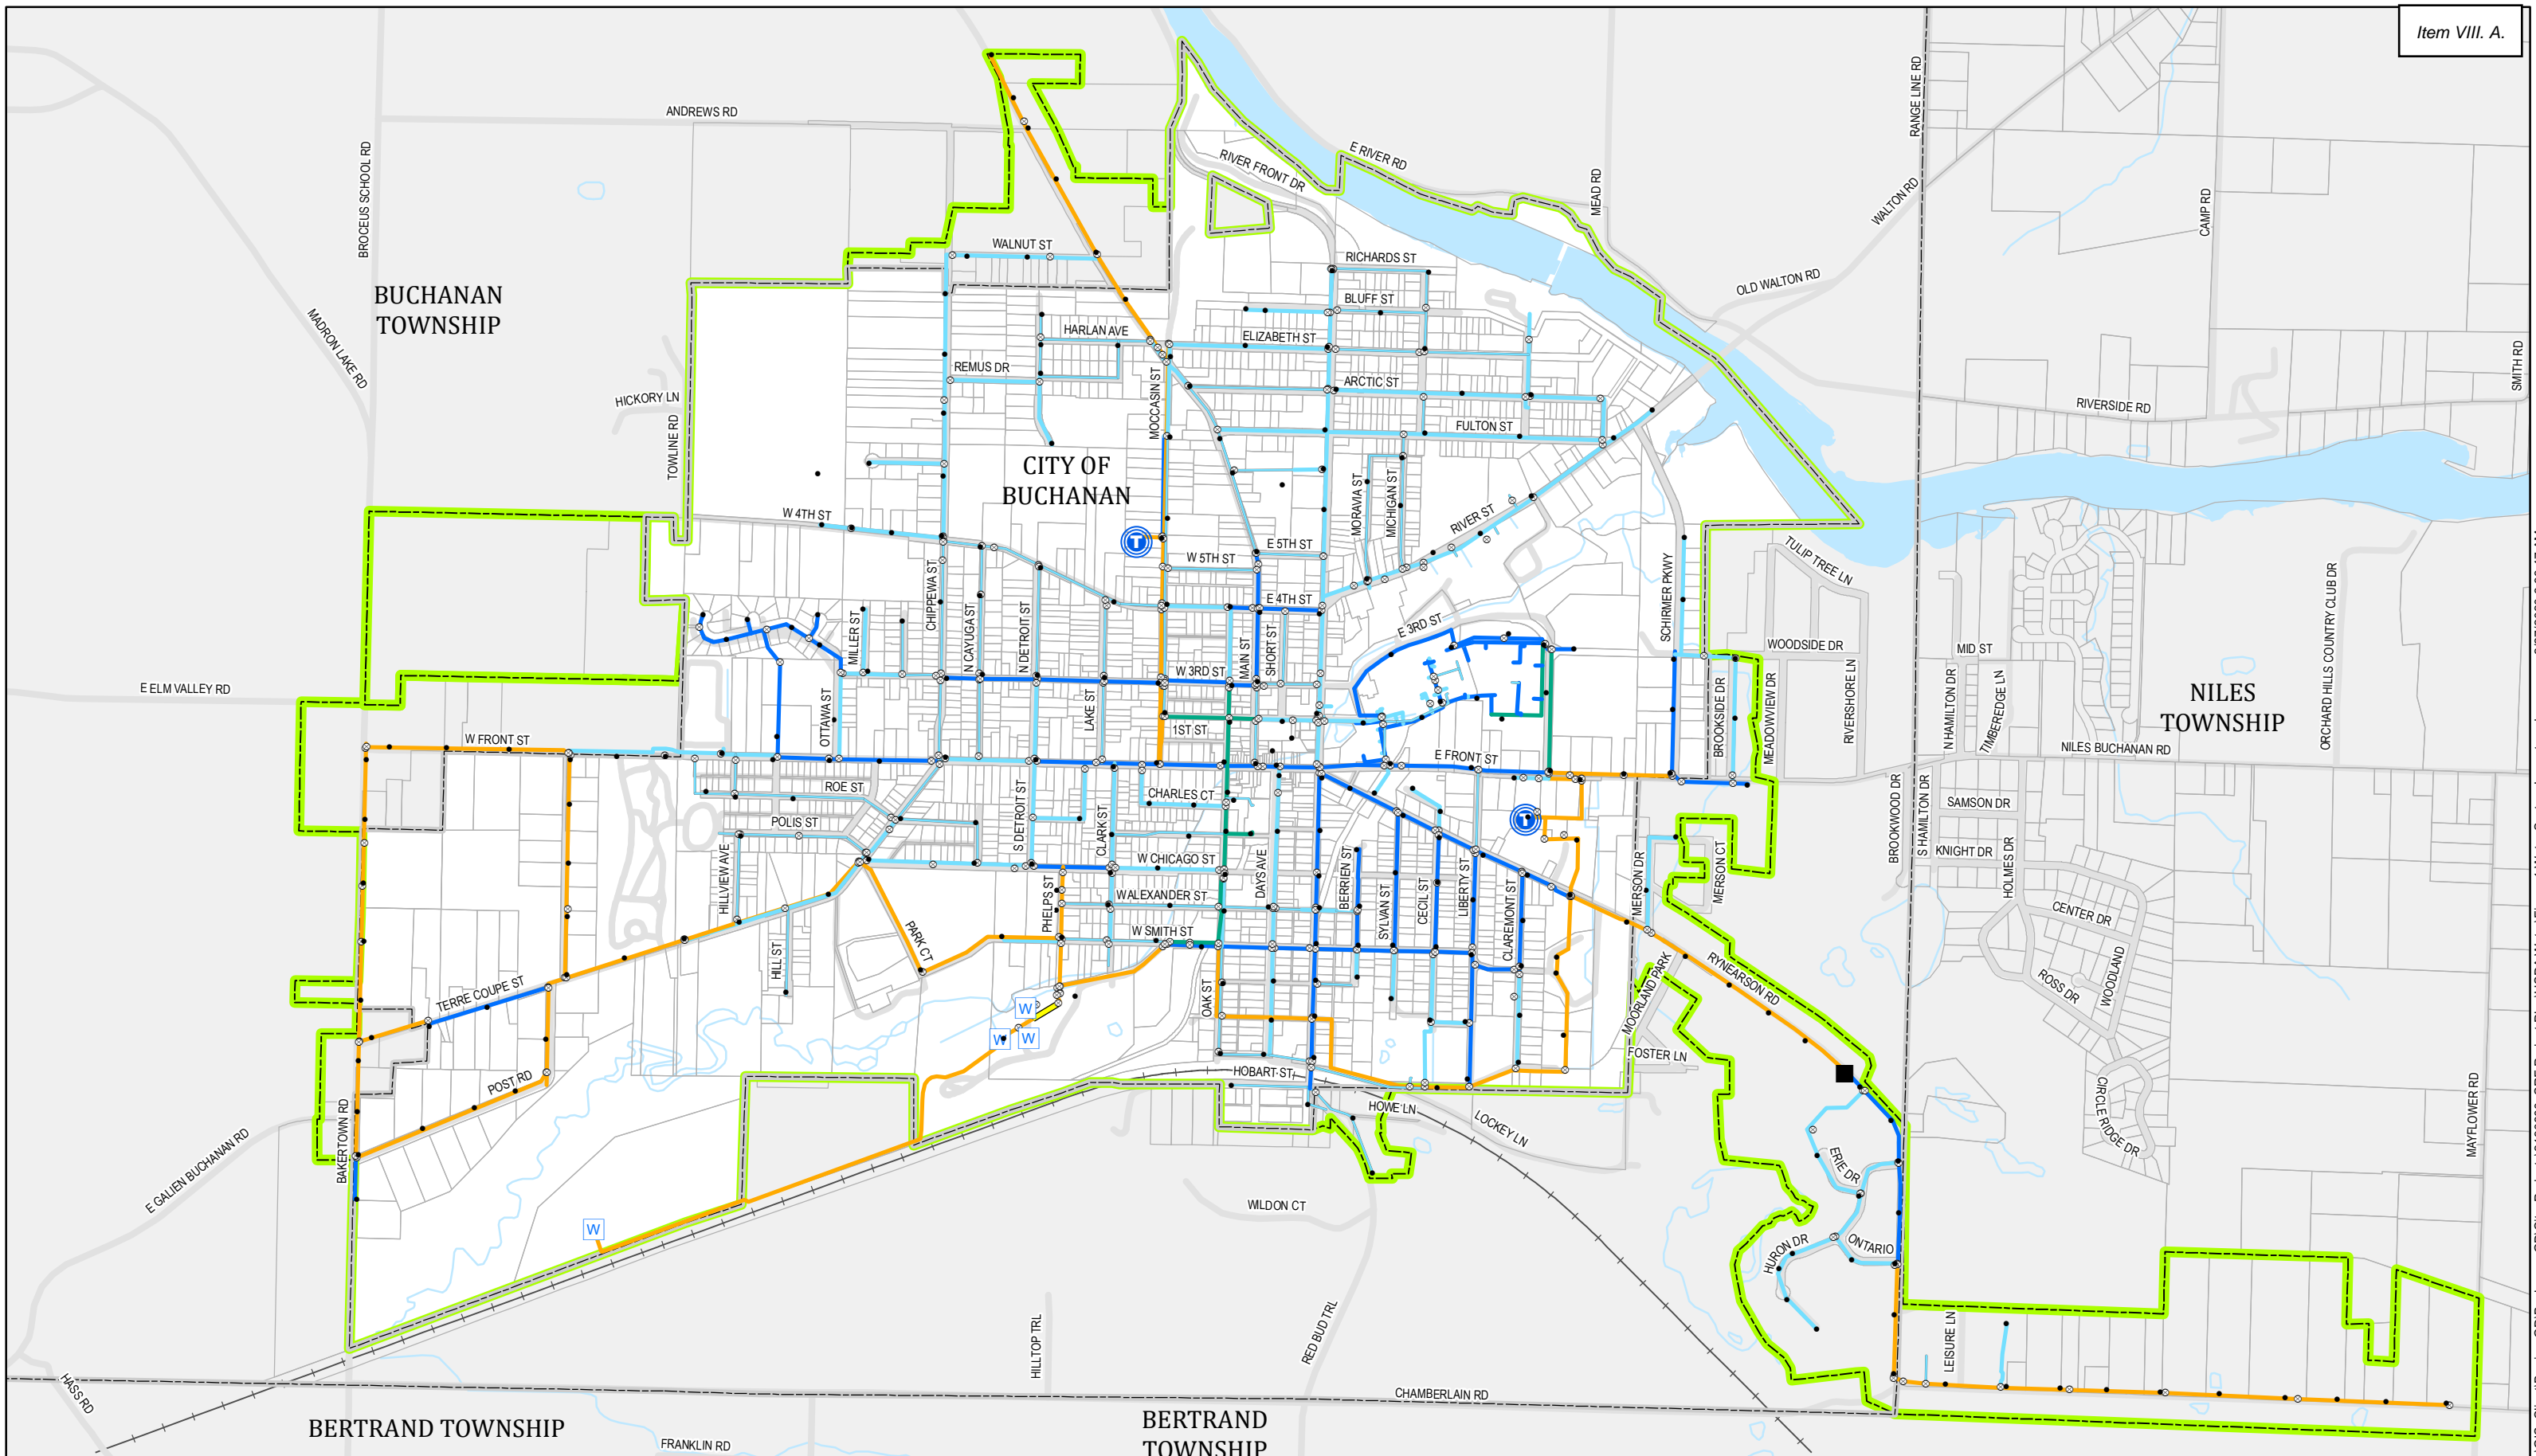 Item VIII. A.
ANDREWS RD
BROCEUS SCHOOL RD
E RIVER RD
RIVER FRONT DR
MEAD RD
RANGE LINE RD
WALTON RD
CAMP RD
WALNUT ST
RICHARDS ST
OLD WALTON RD
BUCHANAN
TOWNSHIP
BLUFF ST
MADRON LAKE RD
HARLAN AVE
ELIZABETH ST
REMUS DR
ARCTIC ST
SMITH RD
HICKORY LN
MOCCASIN ST
RIVERSIDE RD
FULTON ST
TOWLINE RD
CITY OF
BUCHANAN
MORAVIA ST
MICHIGAN ST
W 4TH ST
RIVER ST
E 5TH ST
W 5TH ST
TULIP TREE LN
CHIPPEWA ST
SCHIRMER PKWY
E 4TH ST
N CAYUGA ST
N DETROIT ST
MILLER ST
MAIN ST
SHORT ST
E 3RD ST
WOODSIDE DR
MID ST
W 3RD ST
E ELM VALLEY RD
OTTAWA ST
LAKE ST
BROOKSIDE DR
MEADOWVIEW DR
RIVERSHORE LN
N HAMILTON DR
TIMBEREDGE LN
ORCHARD HILLS COUNTRY CLUB DR
NILES
TOWNSHIP
1ST ST
W FRONT ST
E FRONT ST
NILES BUCHANAN RD
ROE ST
CHARLES CT
S DETROIT ST
CLARK ST
POLIS ST
SAMSON DR
BROOKWOOD DR
S HAMILTON DR
KNIGHT DR
HOLMES DR
W CHICAGO ST
HILLVIEW AVE
DAYS AVE
BERRIEN ST
SYLVAN ST
CECIL ST
LIBERTY ST
CLAREMONT ST
MERSON DR
MERSON CT
PHELPS ST
W ALEXANDER ST
CENTER DR
PARK CT
W SMITH ST
HILL ST
WOODLAND
ROSS DR
RYNEARSON RD
TERRE COUPE ST
OAK ST
MOORLAND PARK
W
W
W
FOSTER LN
POST RD
HOBART ST
HOWE LN
LOCKEY LN
CIRCLE RIDGE DR
MAYFLOWER RD
BAKERTOWN RD
E GALIEN BUCHANAN RD
ERIE DR
WILDON CT
W
HURON DR
ONTARIO
HILLTOP TRL
RED BUD TRL
LEISURE LN
HASS RD
CHAMBERLAIN RD
BERTRAND TOWNSHIP
BERTRAND
TOWNSHIP
FRANKLIN RD
T
T